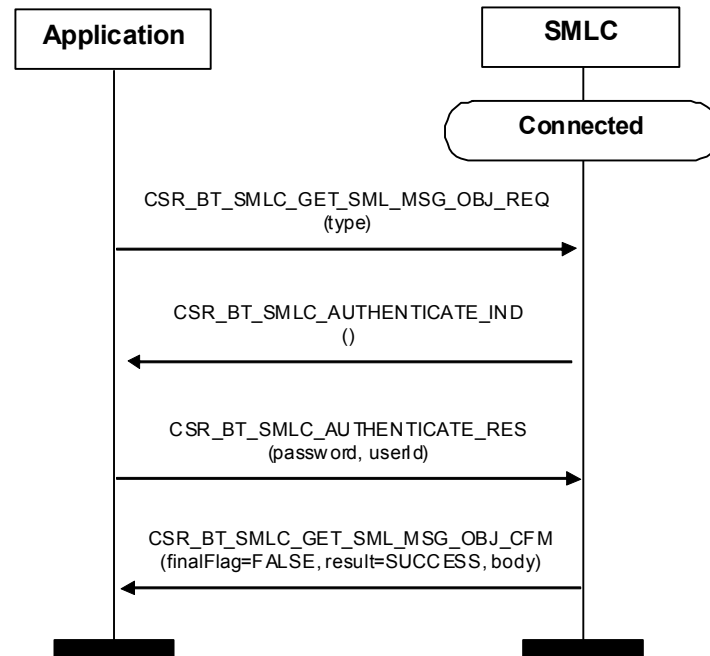 Application
SMLC
Connected
CSR_BT_SMLC_GET_SML_MSG_OBJ_REQ
(type)
CSR_BT_SMLC_AUTHENTICATE_IND
()
CSR_BT_SMLC_AUTHENTICATE_RES
(password, userId)
CSR_BT_SMLC_GET_SML_MSG_OBJ_CFM
(finalFlag=FALSE, result=SUCCESS, body)